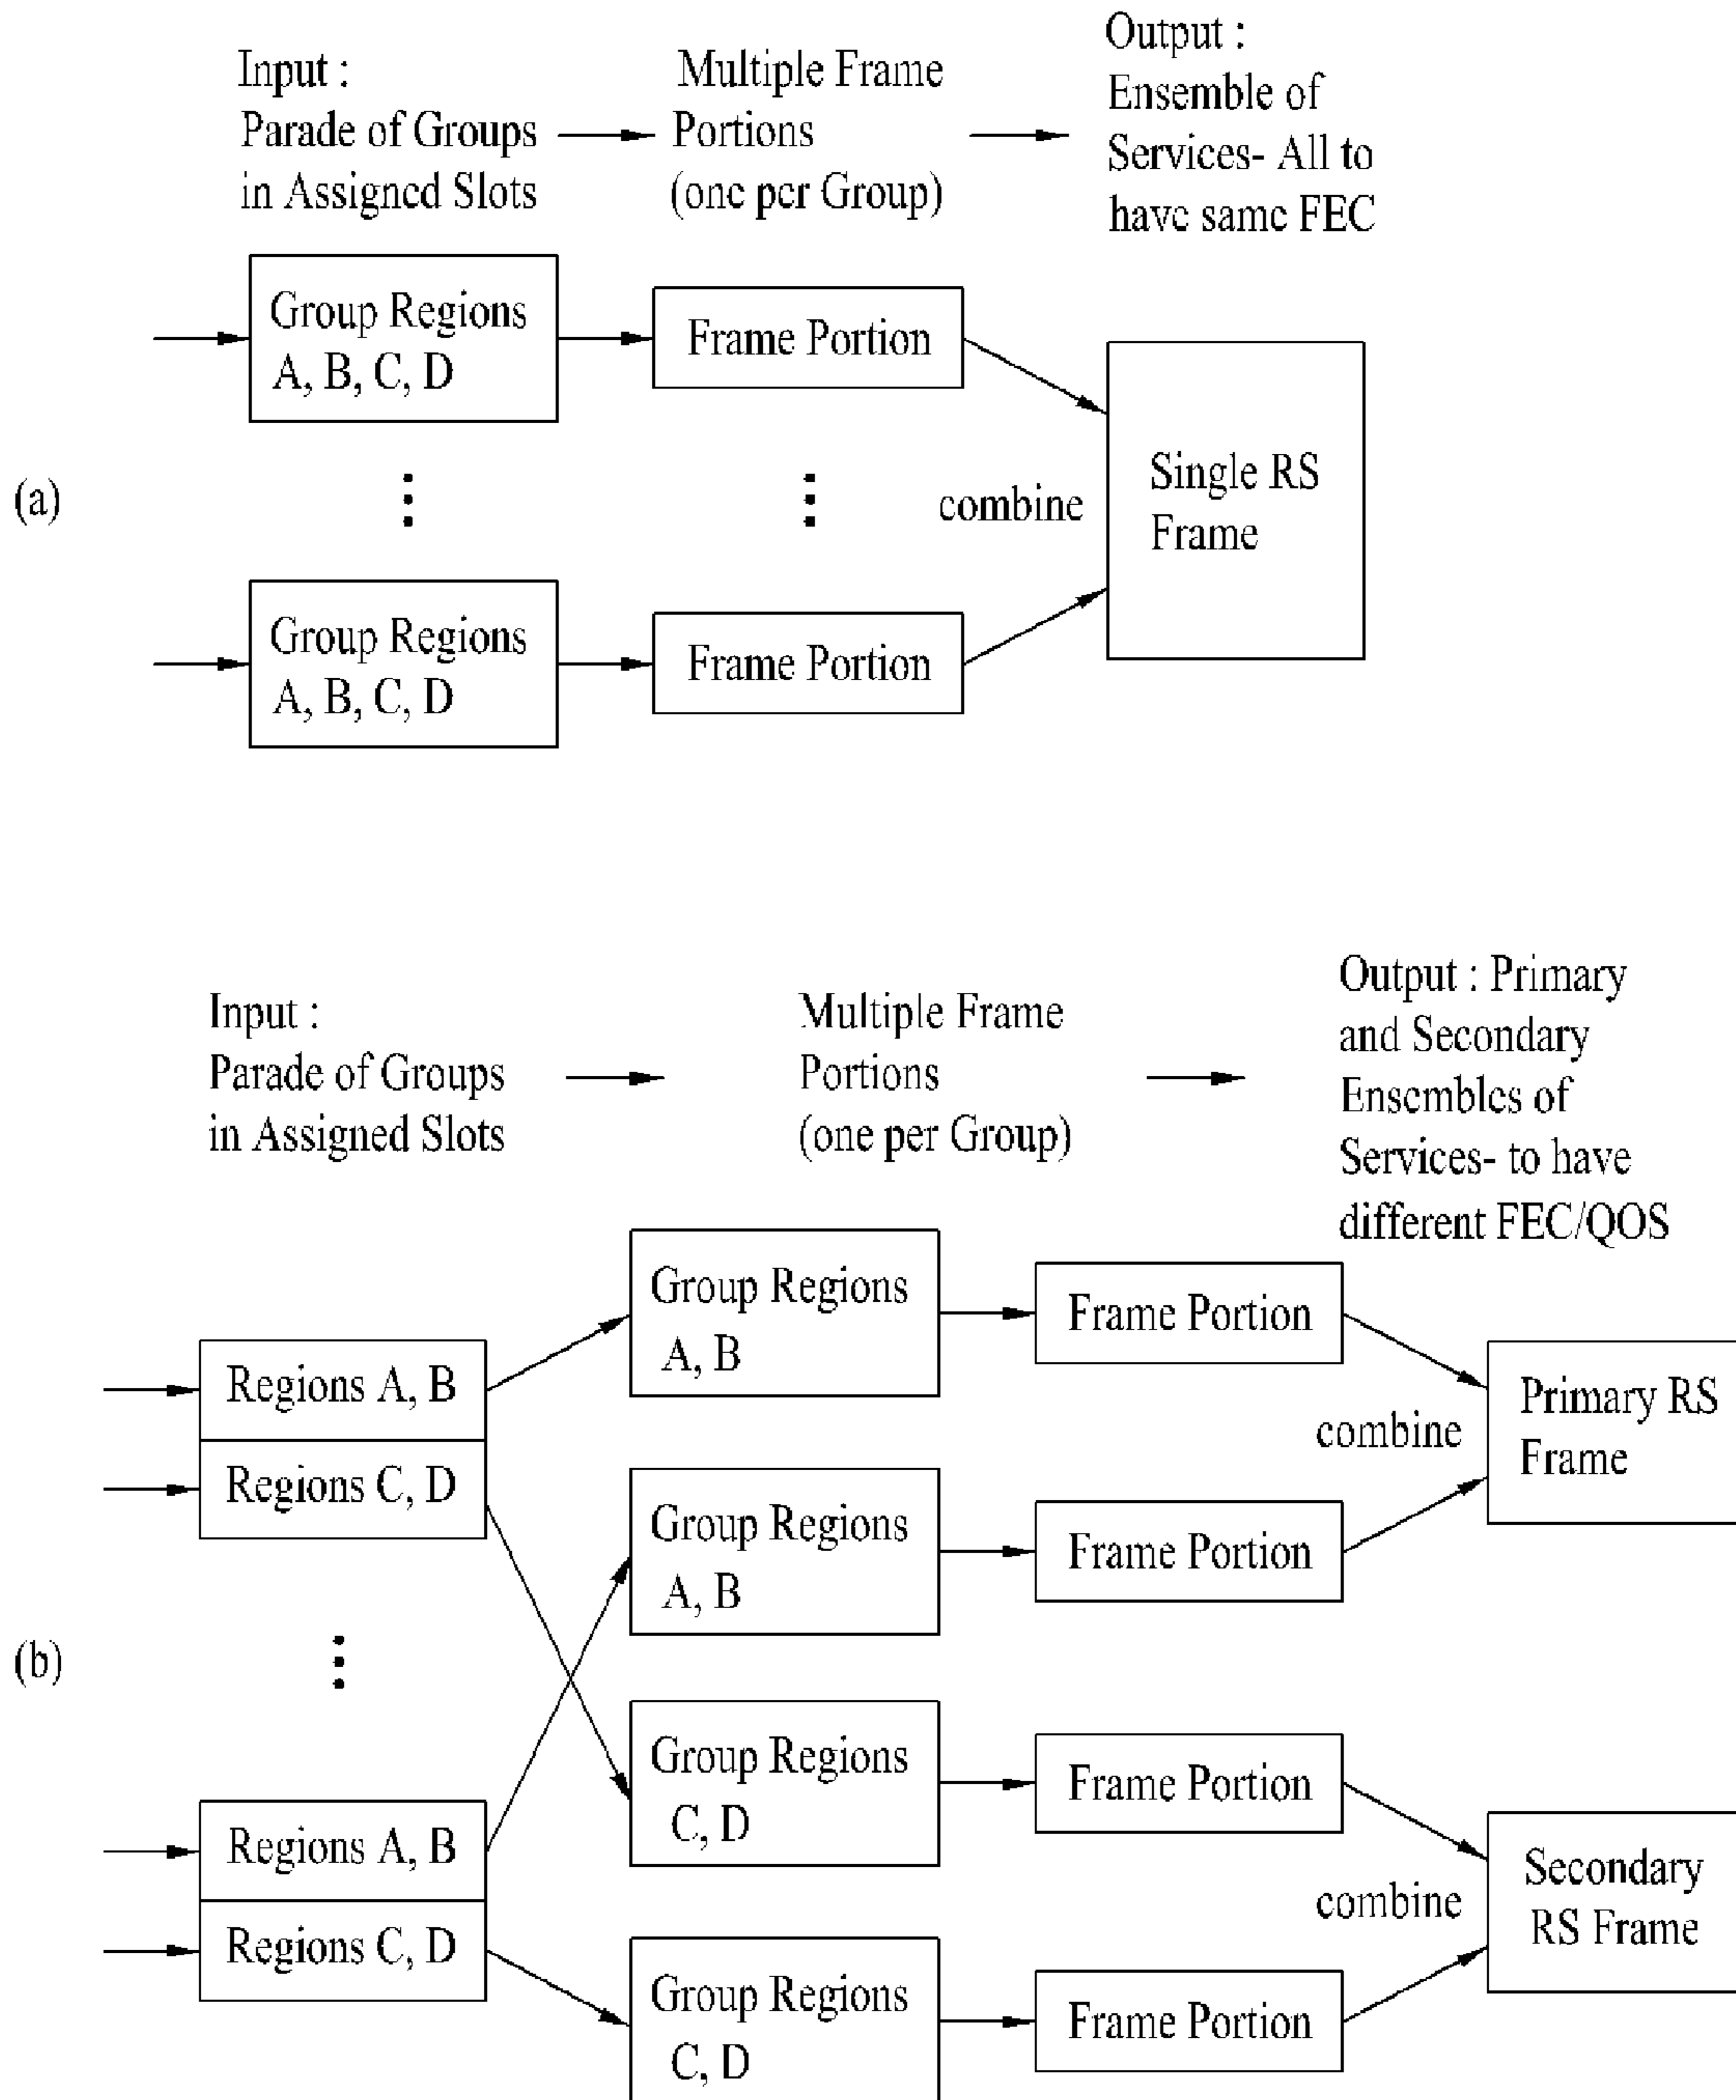 Input :
Parade of Groups
in Assigned Slots
Multiple Frame
Portions
(one per Group)
Output :
Ensemble of
Services- All to
have same FEC
(a)
Group Regions
A, B, C, D
Frame Portion
Group Regions
A, B, C, D
Frame Portion
combine
Single RS
Frame
Input :
Parade of Groups
in Assigned Slots
Multiple Frame
Portions
(one per Group)
Output : Primary
and Secondary
Ensembles of
Services- to have
different FEC/QOS
(b)
Regions A, B
Regions C, D
Regions A, B
Regions C, D
Group Regions
A, B
Frame Portion
Group Regions
A, B
Frame Portion
combine
Primary RS
Frame
Group Regions
C, D
Frame Portion
Group Regions
C, D
Frame Portion
combine
Secondary
RS Frame